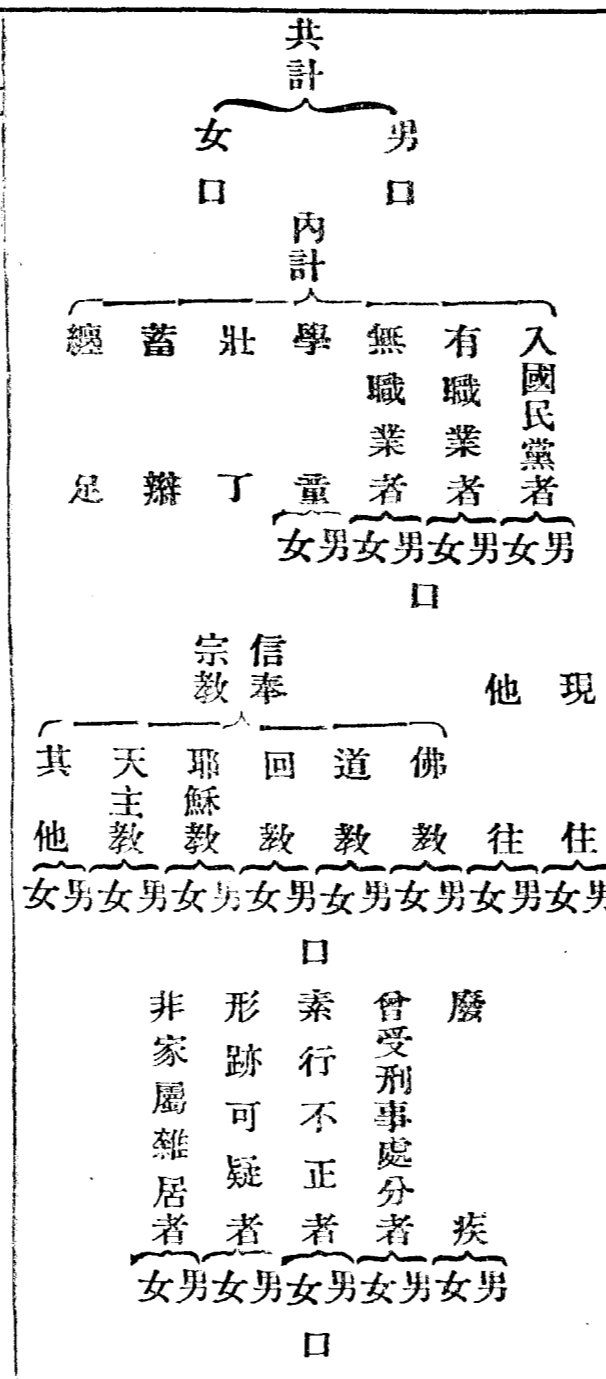 共計
男口
女口
內計
入國民黨者男女
有職業者男女
無職業者男女
學童男女
壯丁
蓄辮
纏足
口
現住男女
他往男女
信奉宗教
佛教男女
道教男女
回教男女
耶穌教男女
天主教男女
其他男女
口
廢疾男女
曾受刑事處分者男女
素行不正者男女
形跡可疑者男女
非家屬雜居者男女
口